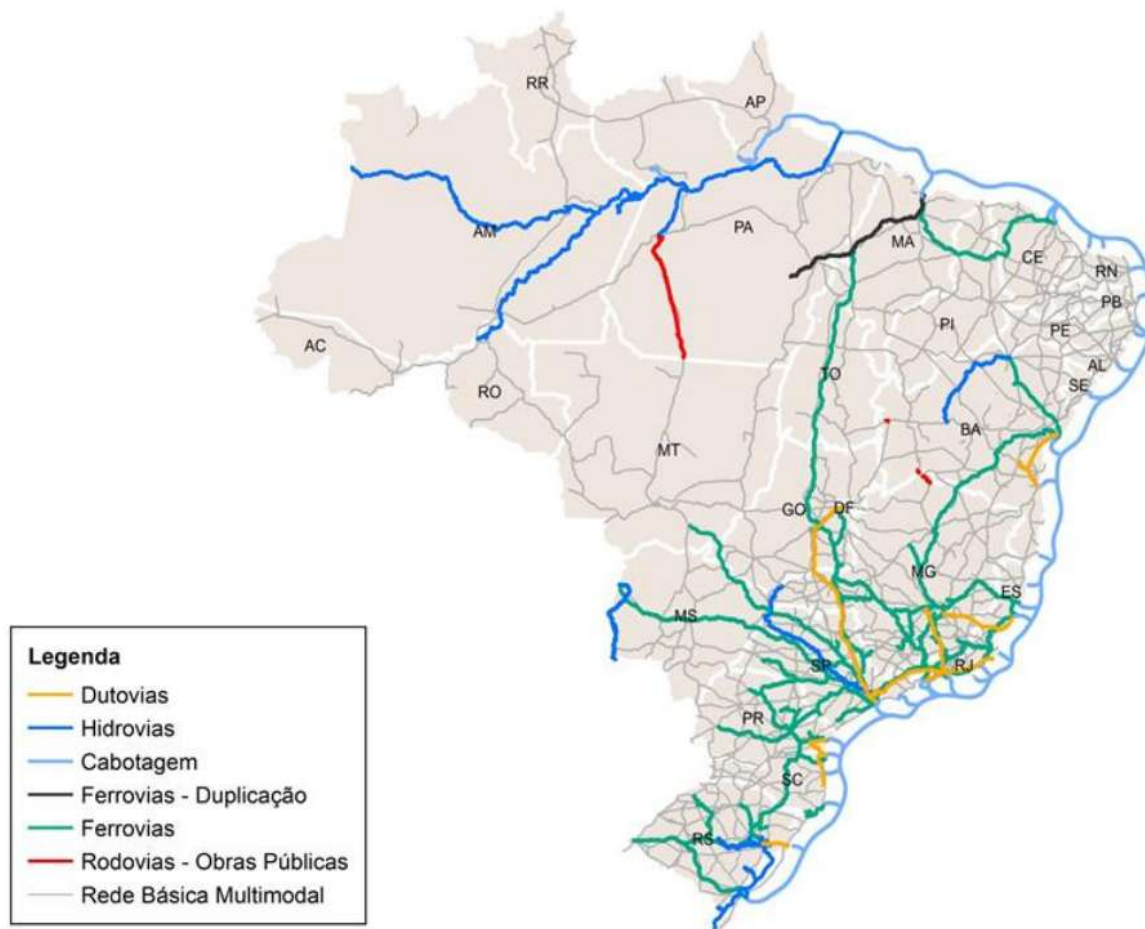 RR
AP
AM
PA
MA
CE
RN
PB
PI
PE
AC
AL
TO
SE
RO
BA
MT
GO
DF
MG
ES
MS
SP
RJ
PR
SC
RS
Legenda
Dutovias
Hidrovias
Cabotagem
Ferrovias - Duplicação
Ferrovias
Rodovias - Obras Públicas
Rede Básica Multimodal